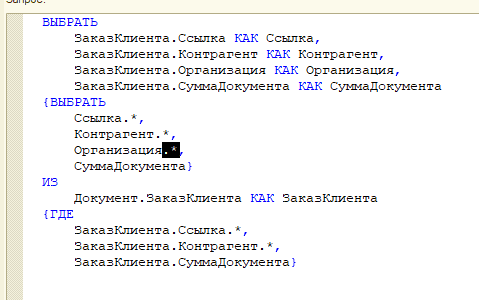 Запрос:
ВЫБРАТЬ
ЗаказКлиента.Ссылка КАК Ссылка,
ЗаказКлиента.Контрагент КАК Контрагент,
ЗаказКлиента.Организация КАК Организация,
ЗаказКлиента.СуммаДокумента КАК СуммаДокумента
{ВЫБРАТЬ
Ссылка.*,
Контрагент.*,
Организация.*,
СуммаДокумента}
ИЗ
Документ.ЗаказКлиента КАК ЗаказКлиента
{ГДЕ
ЗаказКлиента.Ссылка.*,
ЗаказКлиента.Контрагент.*,
ЗаказКлиента.СуммаДокумента}